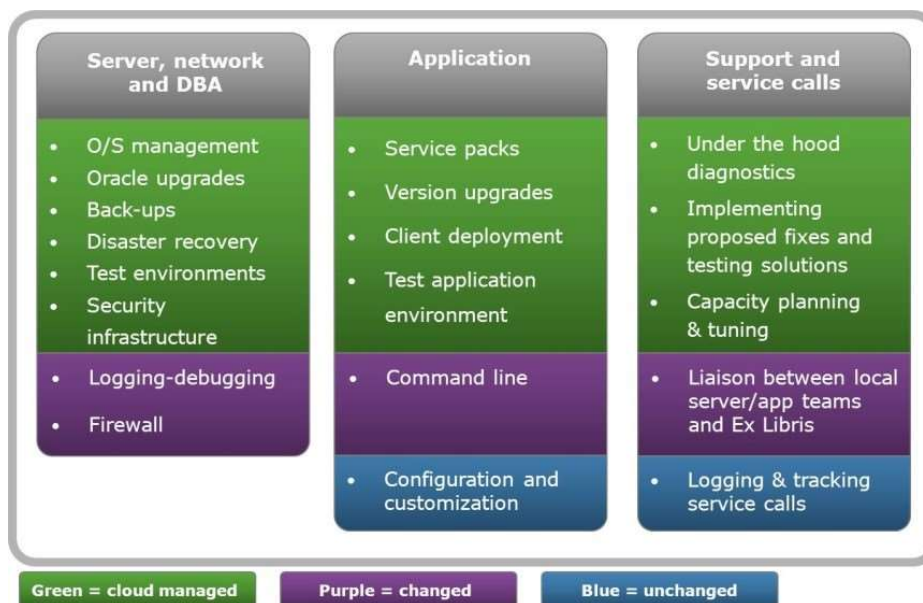 Server, network
and DBA
• O/S management
• Oracle upgrades
• Back-ups
• Disaster recovery
• Test environments
• Security
infrastructure
• Logging-debugging
• Firewall
Application
• Service packs
• Version upgrades
• Client deployment
• Test application
environment
• Command line
• Configuration and
customization
Support and
service calls
• Under the hood
diagnostics
• Implementing
proposed fixes and
testing solutions
• Capacity planning
& tuning
• Liaison between local
server/app teams
and Ex Libris
• Logging & tracking
service calls
Green = cloud managed
Purple = changed
Blue = unchanged